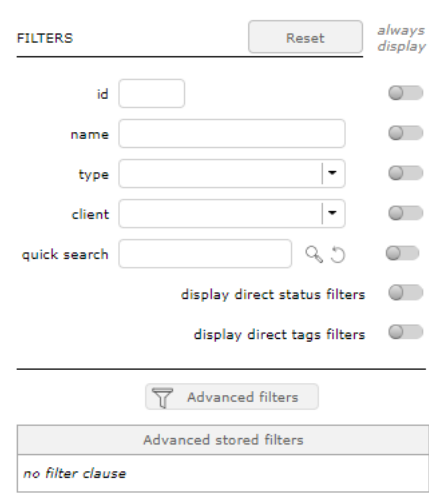 FILTERS
Reset
always
display
id
name
type
client
quick search
display direct status filters
display direct tags filters
Advanced filters
Advanced stored filters
no filter clause